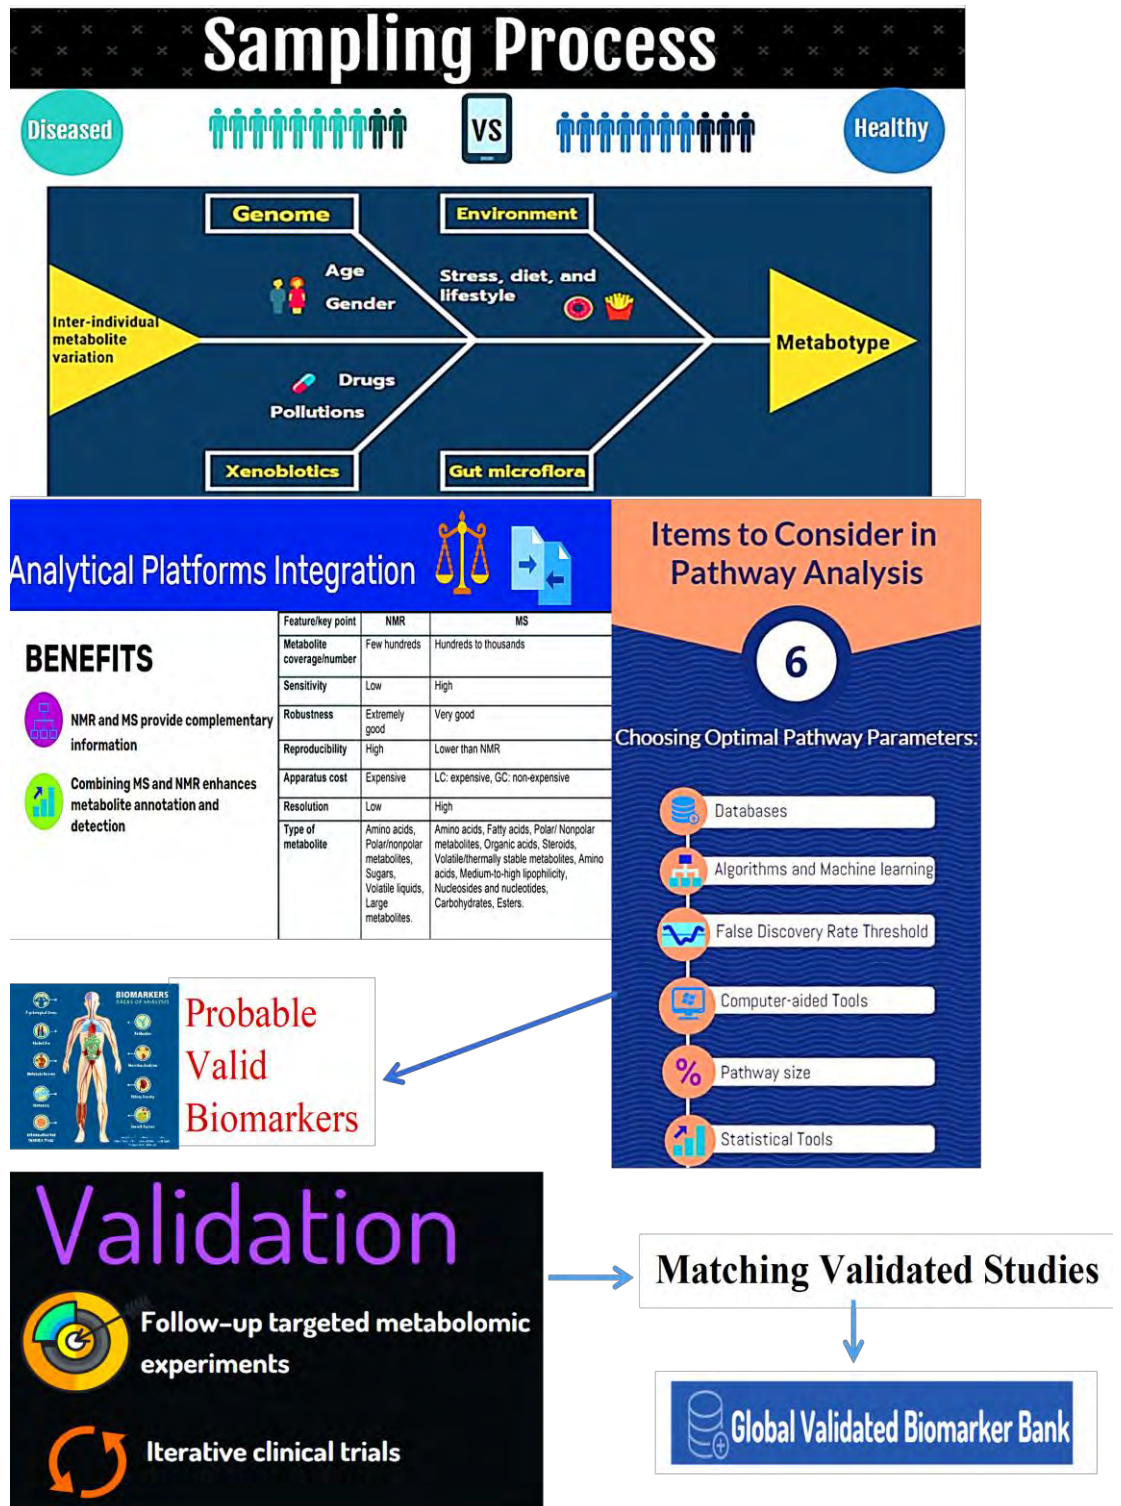 Sampling Process
Diseased
VS
Healthy
Genome
Environment
Age
Gender
Stress, diet, and
lifestyle
Inter-individual
metabolite
variation
Metabotype
Drugs
Pollutions
Xenobiotics
Gut microflora
Analytical Platforms Integration
BENEFITS
NMR and MS provide complementary
information
Combining MS and NMR enhances
metabolite annotation and
detection
Feature/key point NMR MS
Metabolite Few hundreds Hundreds to thousands
coverage/number
Sensitivity Low High
Robustness Extremely Very good
good
Reproducibility High Lower than NMR
Apparatus cost Expensive LC: expensive, GC: non-expensive
Resolution Low High
Type of Amino acids, Amino acids, Fatty acids, Polar/ Nonpolar
metabolite Polar/nonpolar metabolites, Organic acids, Steroids,
metabolites, Volatile/thermally stable metabolites, Amino
Sugars, acids, Medium-to-high lipophilicity,
Volatile liquids, Nucleosides and nucleotides,
Large Carbohydrates, Esters.
metabolites.
Items to Consider in
Pathway Analysis
6
Choosing Optimal Pathway Parameters:
Databases
Algorithms and Machine learning
False Discovery Rate Threshold
Computer-aided Tools
%
Pathway size
Statistical Tools
BIOMARKERS
AREAS OF ANALYSIS
Probable
Valid
Biomarkers
Validation
Follow-up targeted metabolomic
experiments
Iterative clinical trials
Matching Validated Studies
Global Validated Biomarker Bank